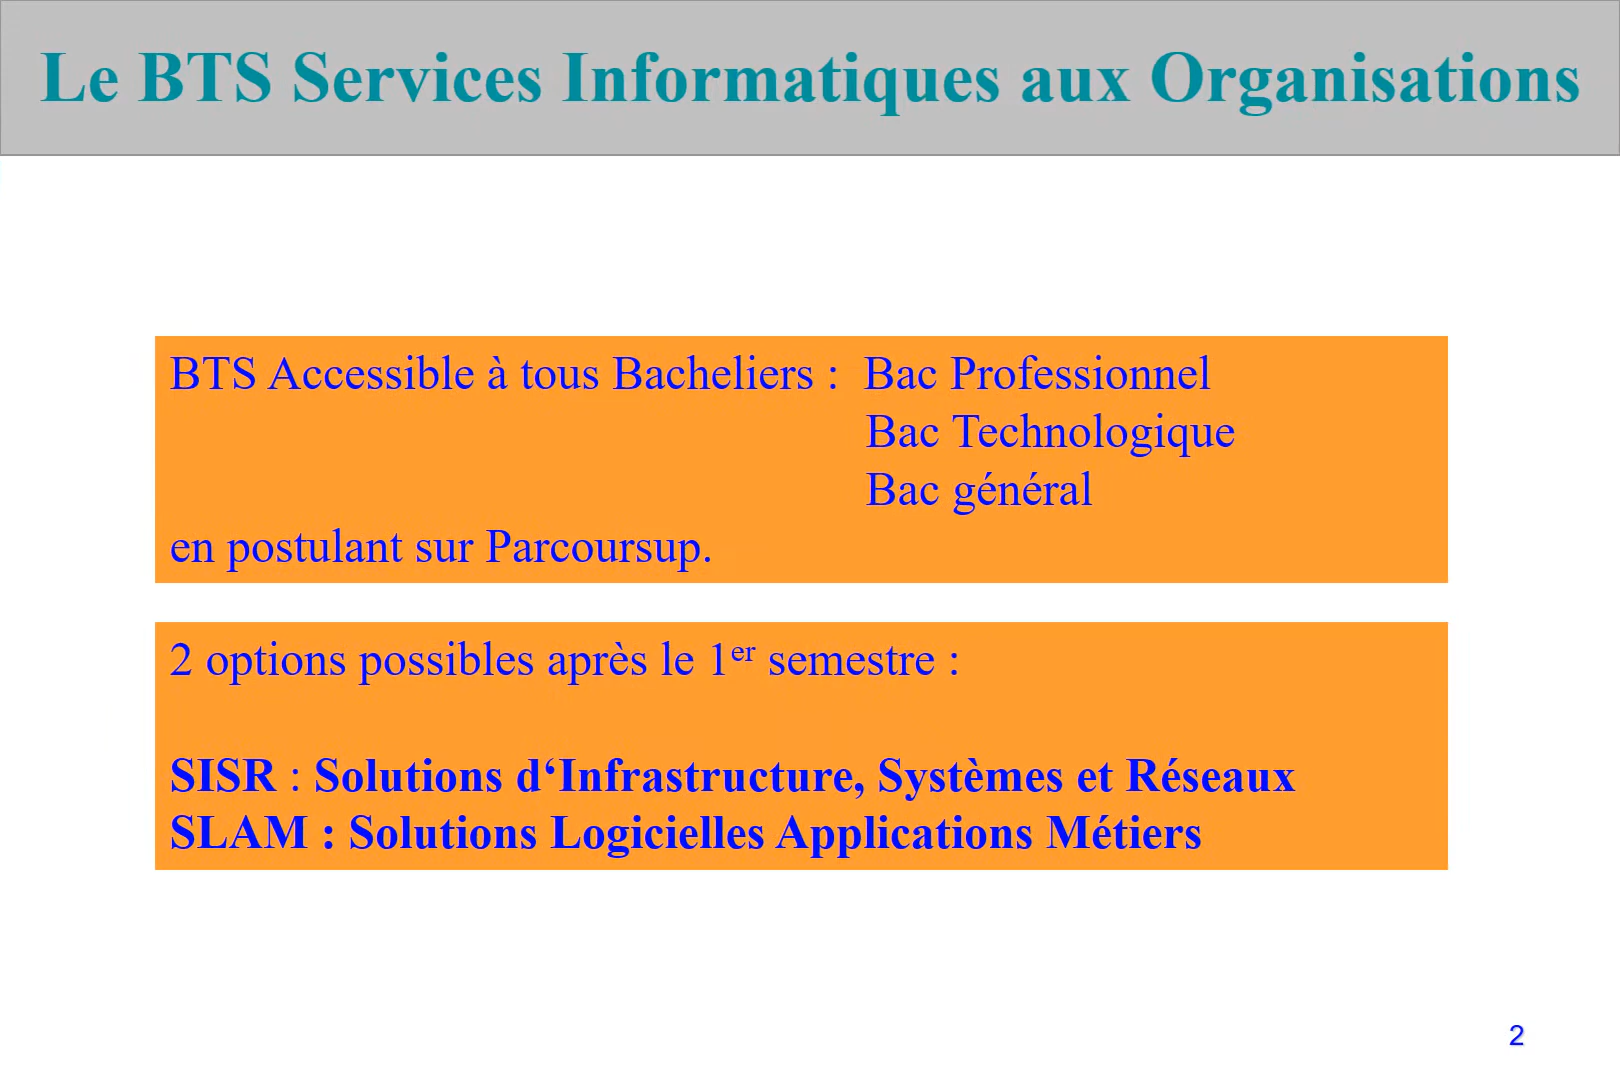 Le BTS Services Informatiques aux Organisations
BTS Accessible à tous Bacheliers : Bac Professionnel
Bac Technologique
Bac général
en postulant sur Parcoursup.
2 options possibles après le 1er semestre :
SISR : Solutions d‘Infrastructure, Systèmes et Réseaux
SLAM : Solutions Logicielles Applications Métiers
2